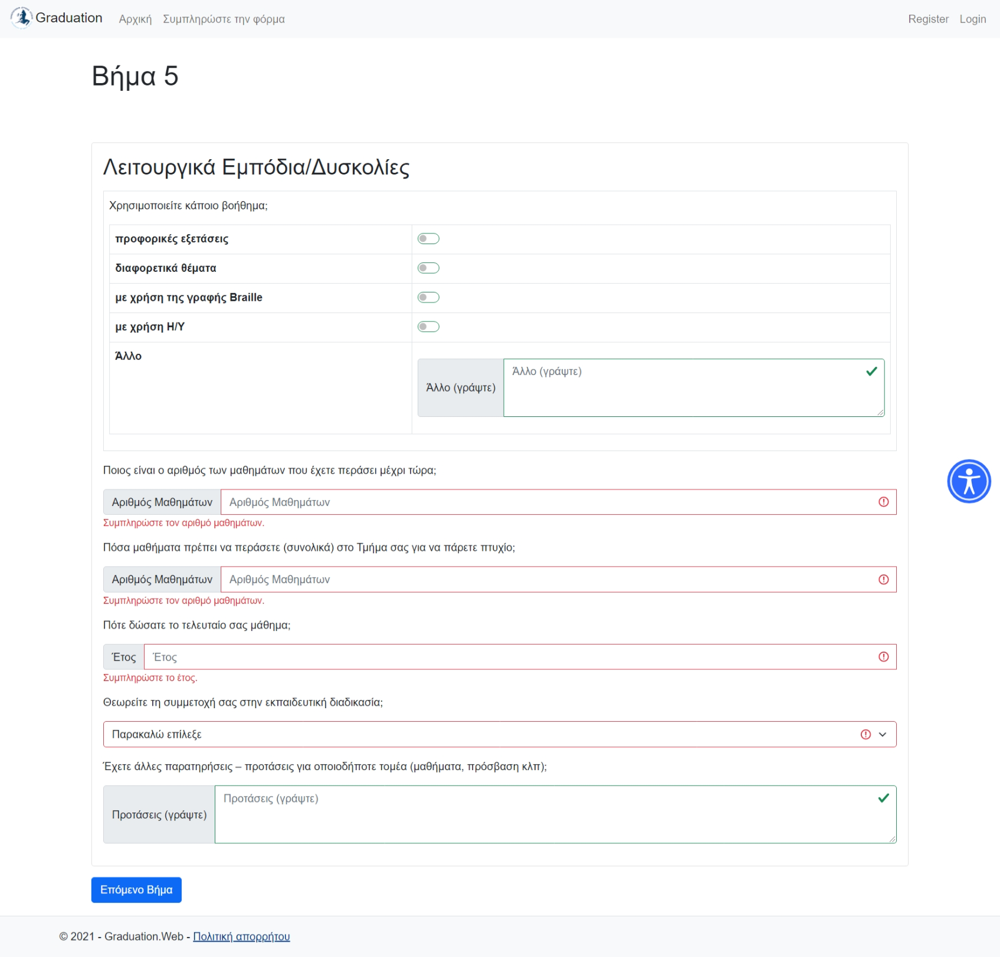 Graduation Αρχική Συμπληρώστε την φόρμα Register Login
Βήμα 5
Λειτουργικά Εμπόδια/Δυσκολίες
Χρησιμοποιείτε κάποιο βοήθημα;
προφορικές εξετάσεις
διαφορετικά θέματα
με χρήση της γραφής Braille
με χρήση Η/Υ
Άλλο
Άλλο (γράψτε) Άλλο (γράψτε)
Ποιος είναι ο αριθμός των μαθημάτων που έχετε περάσει μέχρι τώρα;
Αριθμός Μαθημάτων Αριθμός Μαθημάτων
Συμπληρώστε τον αριθμό μαθημάτων.
Πόσα μαθήματα πρέπει να περάσετε (συνολικά) στο Τμήμα σας για να πάρετε πτυχίο;
Αριθμός Μαθημάτων Αριθμός Μαθημάτων
Συμπληρώστε τον αριθμό μαθημάτων.
Πότε δώσατε το τελευταίο σας μάθημα;
Έτος Έτος
Συμπληρώστε το έτος.
Θεωρείτε τη συμμετοχή σας στην εκπαιδευτική διαδικασία;
Παρακαλώ επίλεξε
Έχετε άλλες παρατηρήσεις – προτάσεις για οποιοδήποτε τομέα (μαθήματα, πρόσβαση κλπ);
Προτάσεις (γράψτε) Προτάσεις (γράψτε)
Επόμενο Βήμα
© 2021 - Graduation.Web - Πολιτική απορρήτου